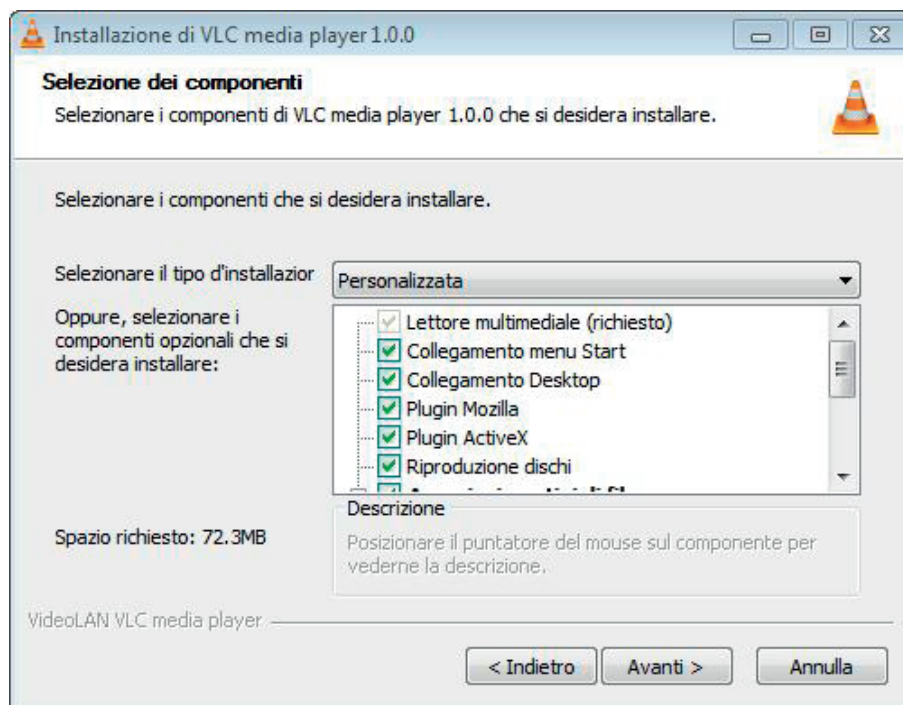 Installazione di VLC media player 1.0.0
Selezione dei componenti
Selezionare i componenti di VLC media player 1.0.0 che si desidera installare.
Selezionare i componenti che si desidera installare.
Selezionare il tipo d'installazior
Personalizzata
Oppure, selezionare i
componenti opzionali che si
desidera installare:
Lettore multimediale (richiesto)
Collegamento menu Start
Collegamento Desktop
Plugin Mozilla
Plugin ActiveX
Riproduzione dischi
Spazio richiesto: 72.3MB
Descrizione
Posizionare il puntatore del mouse sul componente per
vederne la descrizione.
VideoLAN VLC media player
< Indietro
Avanti >
Annulla